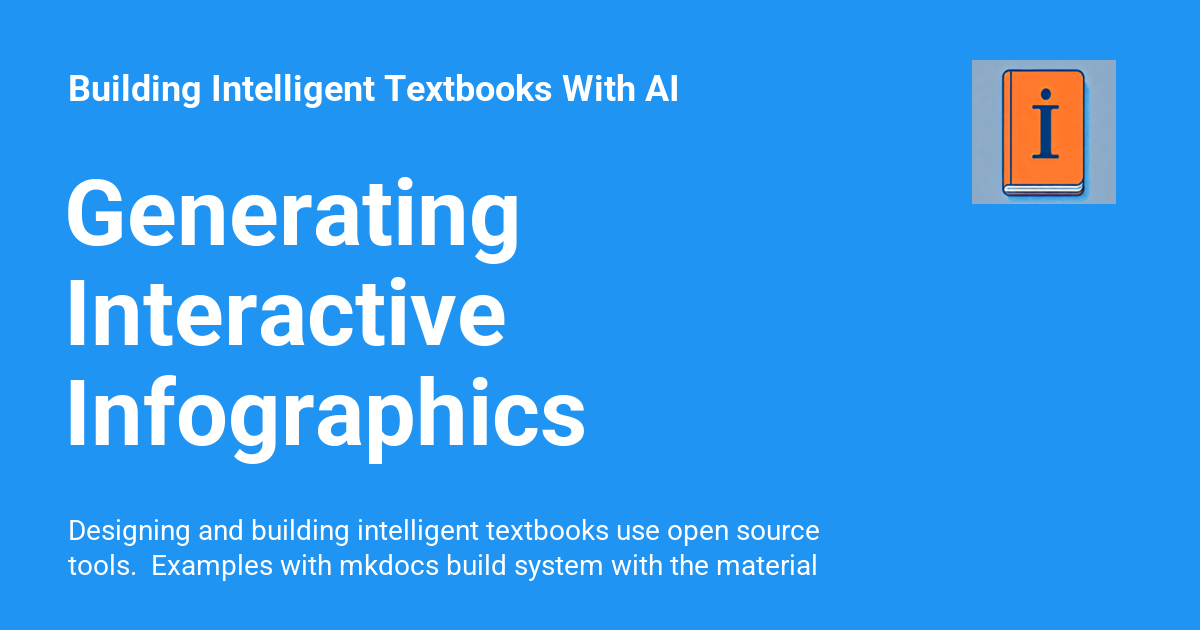 Building Intelligent Textbooks With AI
i
Generating
Interactive
Infographics
Designing and building intelligent textbooks use open source
tools.  Examples with mkdocs build system with the material